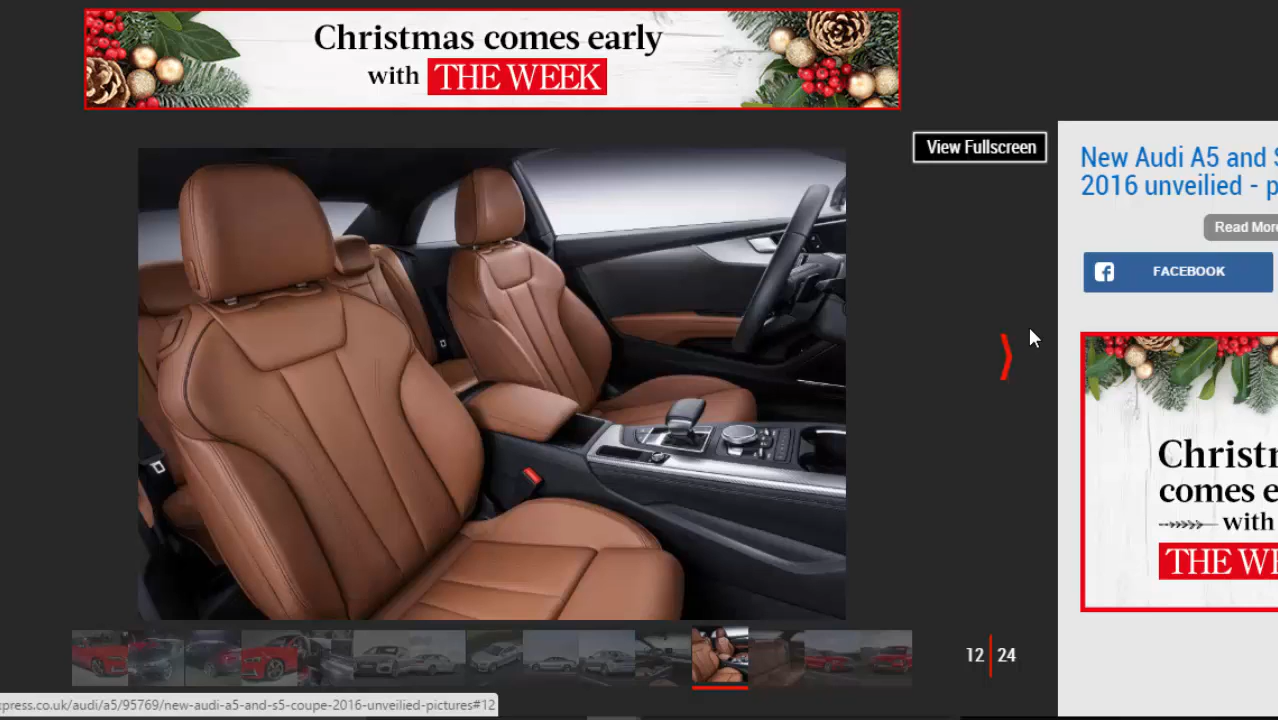 Christmas comes early
with THE WEEK
View Fullscreen
New Audi A5 and
2016 unveilied - p
Read More
FACEBOOK
Christ
comes e
with
THE WE
12 24
press.co.uk/audi/a5/95769/new-audi-a5-and-s5-coupe-2016-unveilied-pictures#12